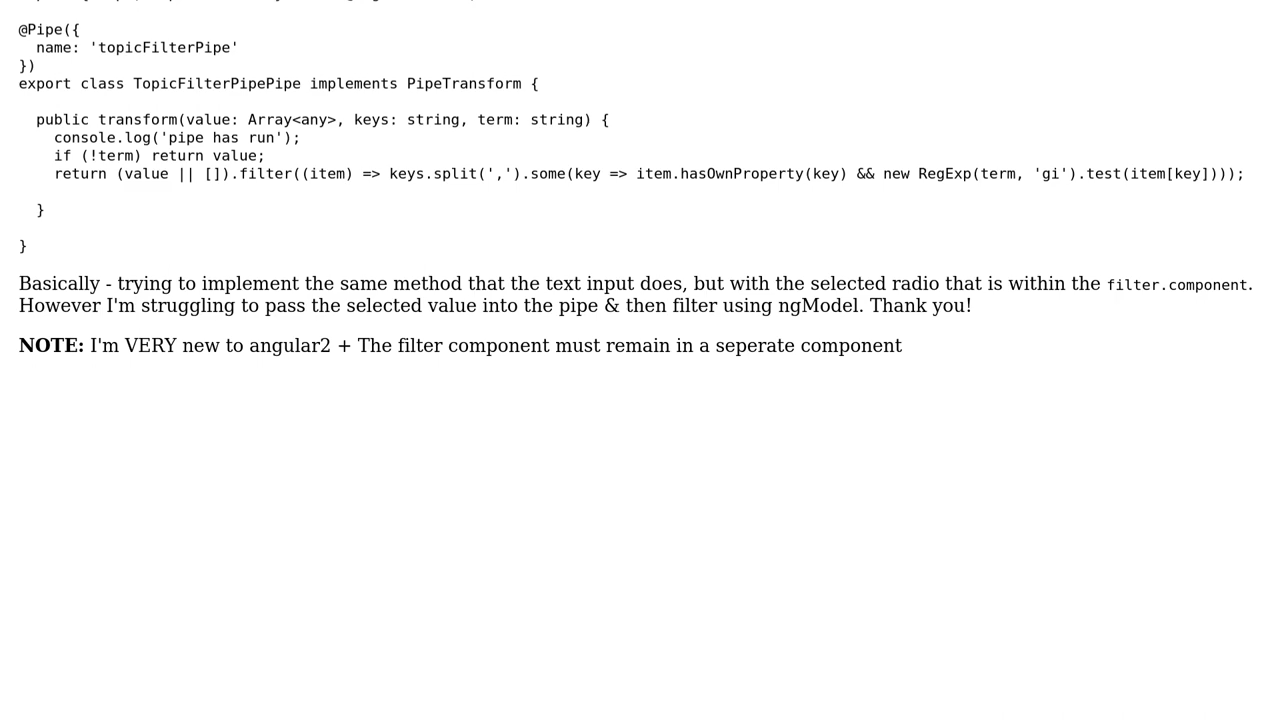 @Pipe({
  name: 'topicFilterPipe'
})
export class TopicFilterPipePipe implements PipeTransform {
  public transform(value: Array<any>, keys: string, term: string) {
    console.log('pipe has run');
    if (!term) return value;
    return (value || []).filter((item) => keys.split(',').some(key => item.hasOwnProperty(key) && new RegExp(term, 'gi').test(item[key])));
  }
}
Basically - trying to implement the same method that the text input does, but with the selected radio that is within the filter.component.
However I'm struggling to pass the selected value into the pipe & then filter using ngModel. Thank you!
NOTE: I'm VERY new to angular2 + The filter component must remain in a seperate component